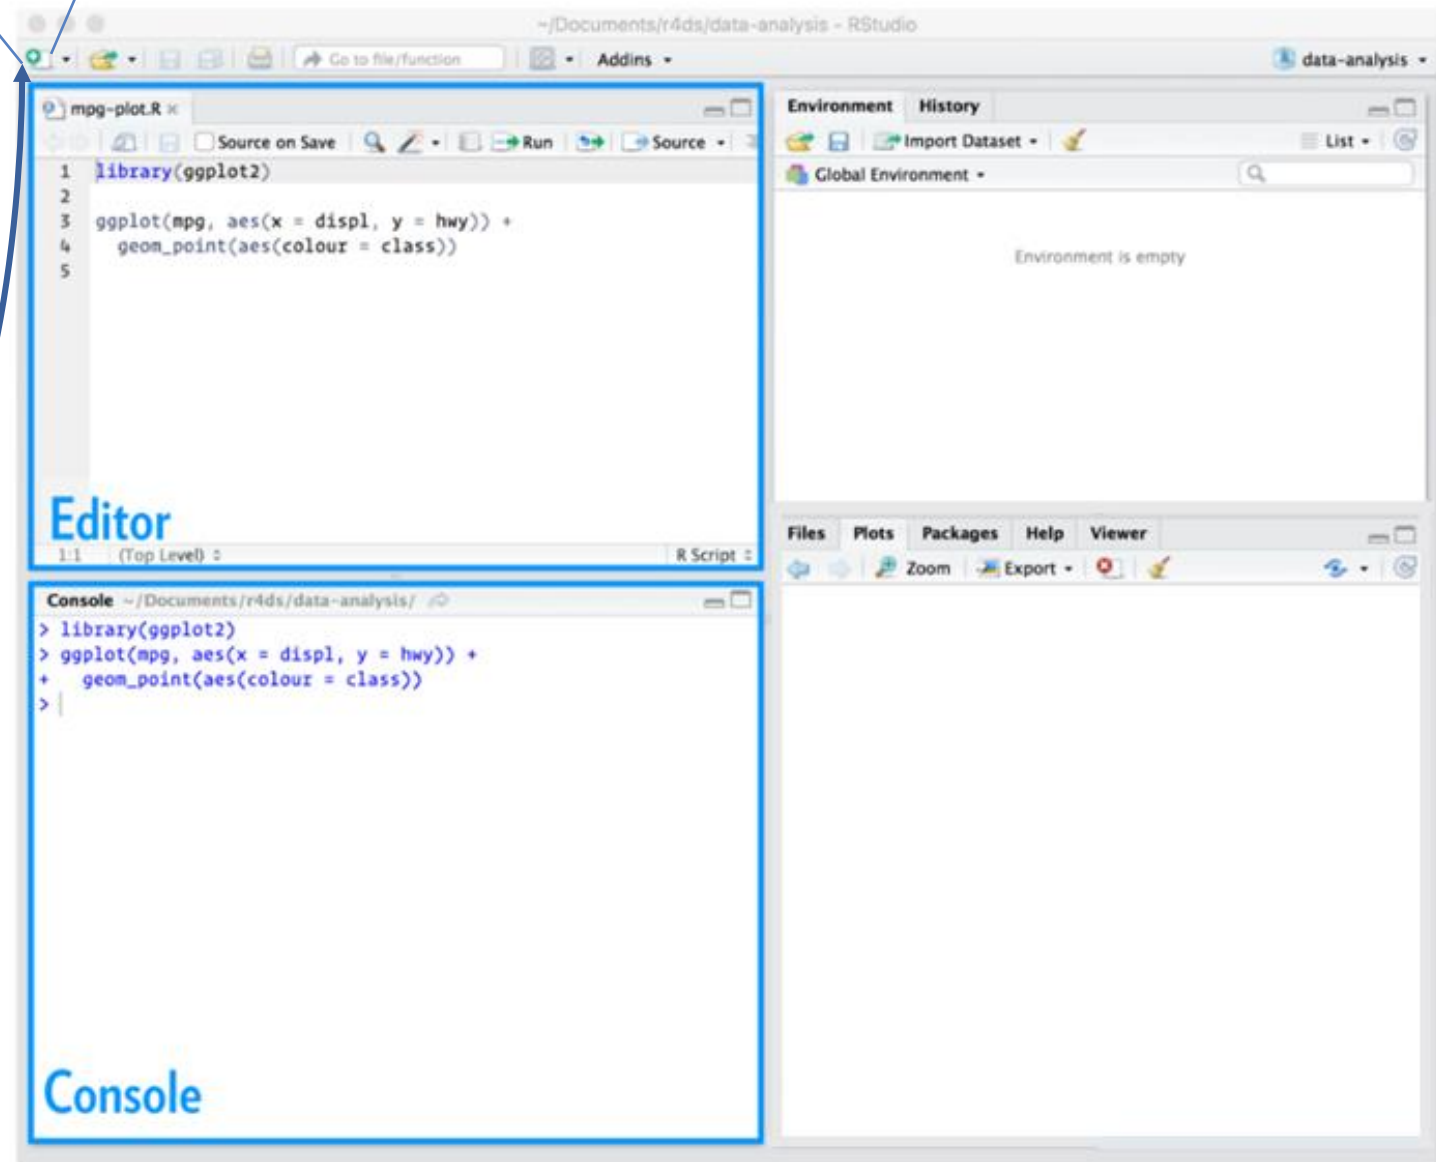 ~/Documents/r4ds/data-analysis - RStudio
Go to file/function Addins data-analysis
mpg-plot.R
Source on Save Run Source
1 library(ggplot2)
2
3 ggplot(mpg, aes(x = displ, y = hwy)) +
4   geom_point(aes(colour = class))
5
Editor
1:1 (Top Level) R Script
Console ~/Documents/r4ds/data-analysis/
> library(ggplot2)
> ggplot(mpg, aes(x = displ, y = hwy)) +
+   geom_point(aes(colour = class))
>
Console
Environment History
Import Dataset List
Global Environment
Environment is empty
Files Plots Packages Help Viewer
Zoom Export